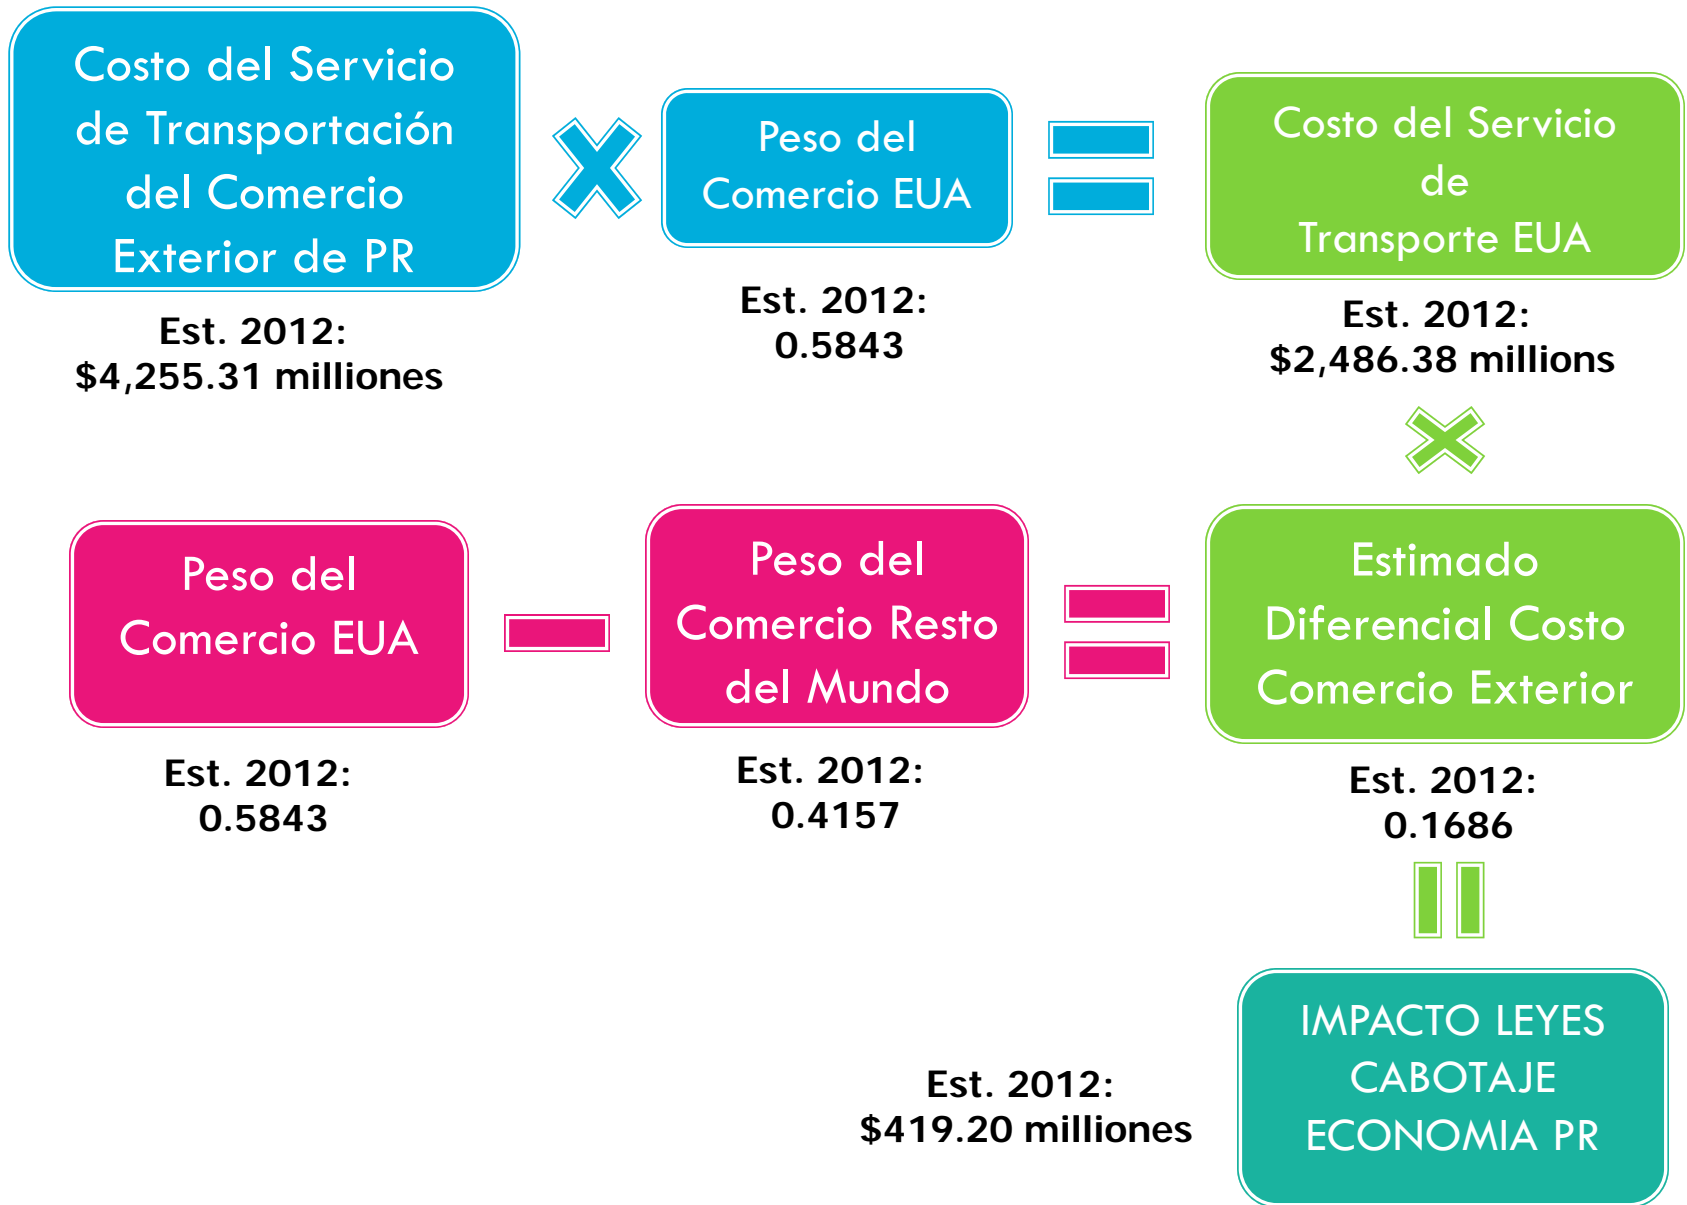 Costo del Servicio
de Transportación
del Comercio
Exterior de PR
Est. 2012:
$4,255.31 milliones
Peso del
Comercio EUA
Est. 2012:
0.5843
Costo del Servicio
de
Transporte EUA
Est. 2012:
$2,486.38 millions
Peso del
Comercio EUA
Est. 2012:
0.5843
Peso del
Comercio Resto
del Mundo
Est. 2012:
0.4157
Estimado
Diferencial Costo
Comercio Exterior
Est. 2012:
0.1686
Est. 2012:
$419.20 milliones
IMPACTO LEYES
CABOTAJE
ECONOMIA PR